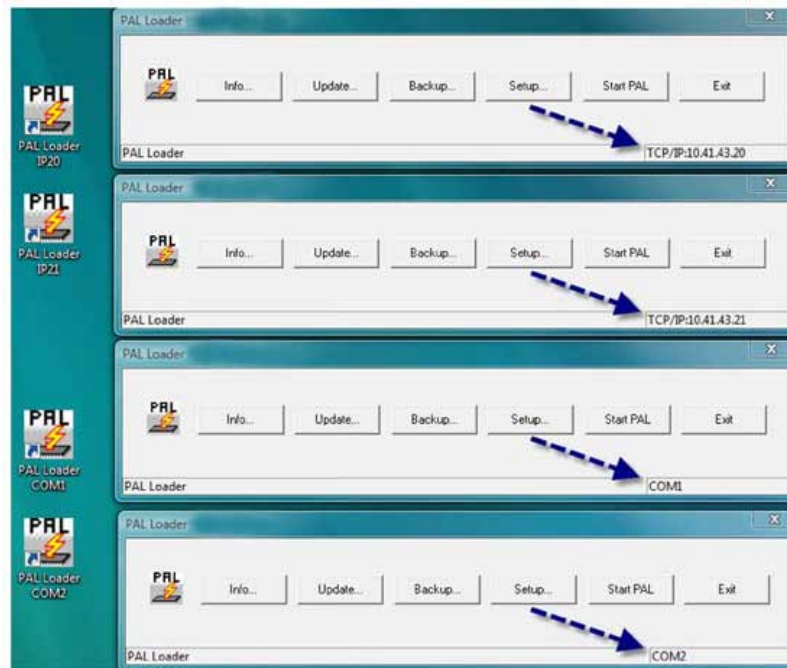 PAL Loader
PAL
Info... Update... Backup... Setup... Start PAL Exit
PAL Loader TCP/IP:10.41.43.20
PAL
PAL Loader
IP20
PAL Loader
PAL
Info... Update... Backup... Setup... Start PAL Exit
PAL Loader TCP/IP:10.41.43.21
PAL
PAL Loader
IP21
PAL Loader
PAL
Info... Update... Backup... Setup... Start PAL Exit
PAL Loader COM1
PAL
PAL Loader
COM1
PAL Loader
PAL
Info... Update... Backup... Setup... Start PAL Exit
PAL Loader COM2
PAL
PAL Loader
COM2